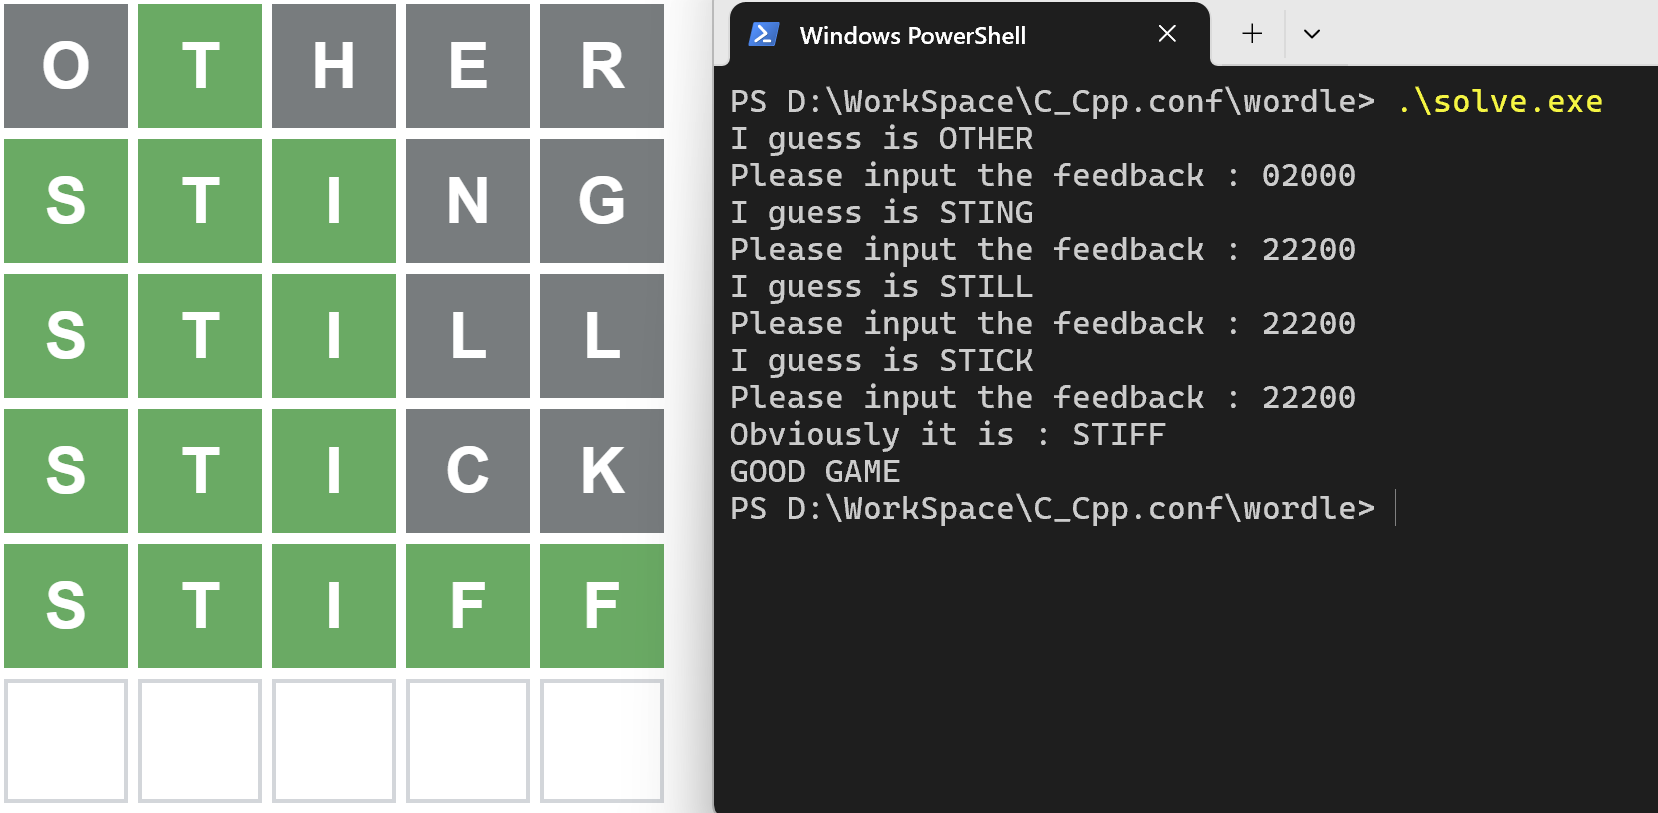 O T H E R
S T I N G
S T I L L
S T I C K
S T I F F
Windows PowerShell
PS D:\WorkSpace\C_Cpp.conf\wordle> .\solve.exe
I guess is OTHER
Please input the feedback : 02000
I guess is STING
Please input the feedback : 22200
I guess is STILL
Please input the feedback : 22200
I guess is STICK
Please input the feedback : 22200
Obviously it is : STIFF
GOOD GAME
PS D:\WorkSpace\C_Cpp.conf\wordle>